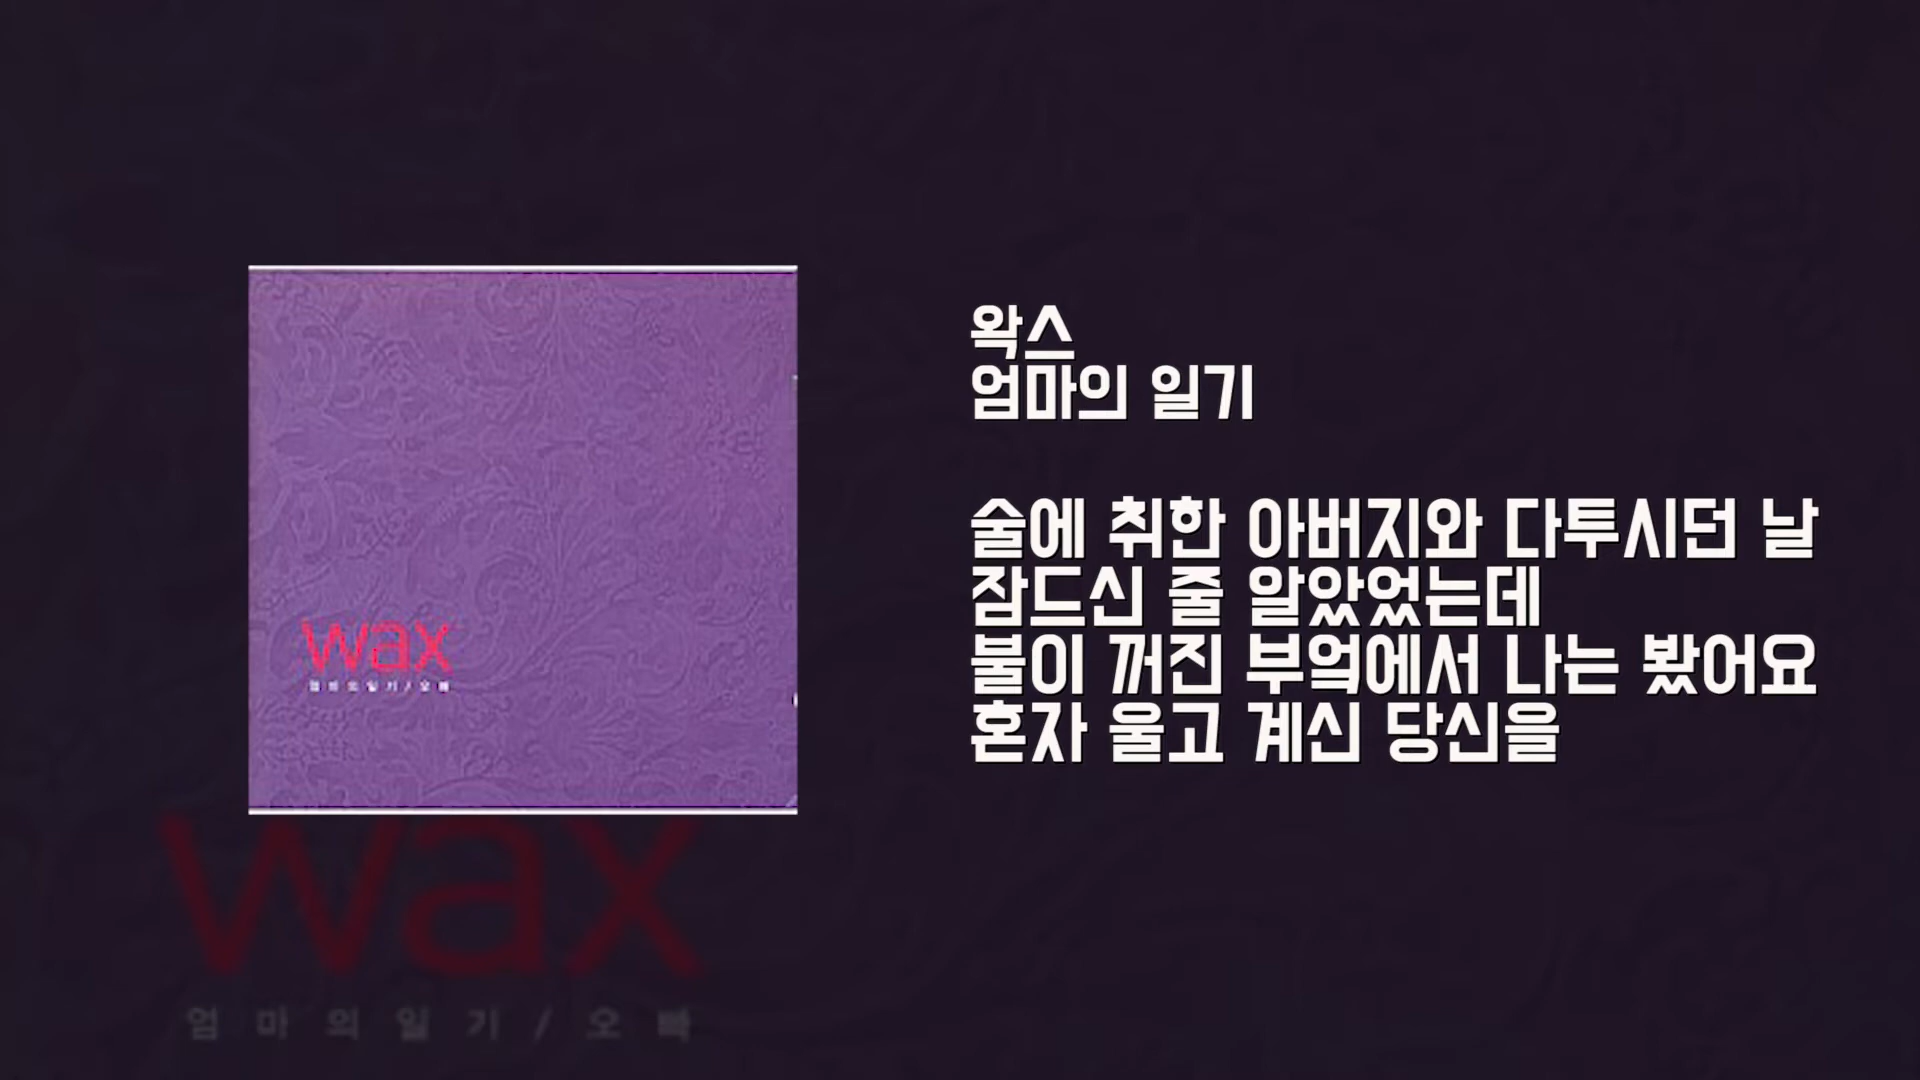 왁스
엄마의 일기
술에 취한 아버지와 다투시던 날
잠드신 줄 알았었는데
불이 꺼진 부엌에서 나는 봤어요
혼자 울고 계신 당신을
wax
엄마의일기/오빠
wax
엄마의일기/오빠